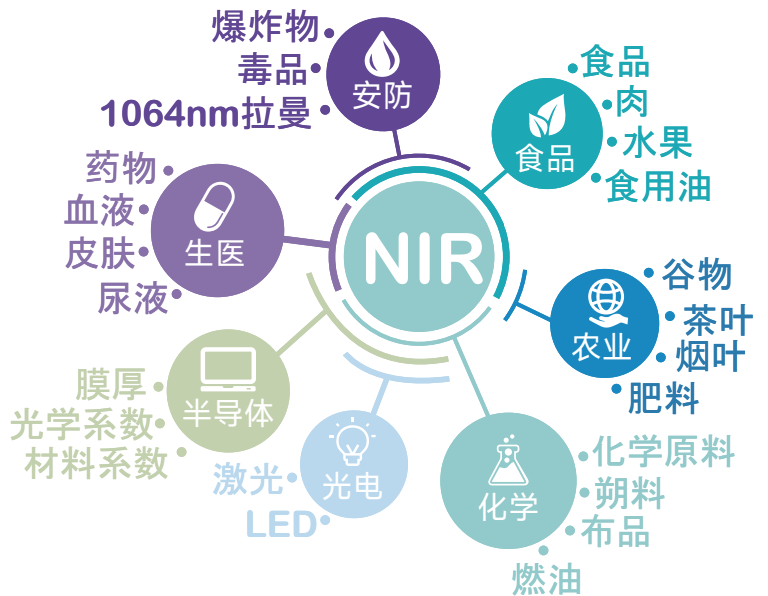 爆炸物
毒品
1064nm拉曼
安防
食品
肉
水果
食用油
食品
药物
血液
皮肤
尿液
生医
NIR
谷物
茶叶
烟叶
肥料
农业
膜厚
光学系数
材料系数
半导体
激光
LED
光电
化学原料
朔料
布品
燃油
化学